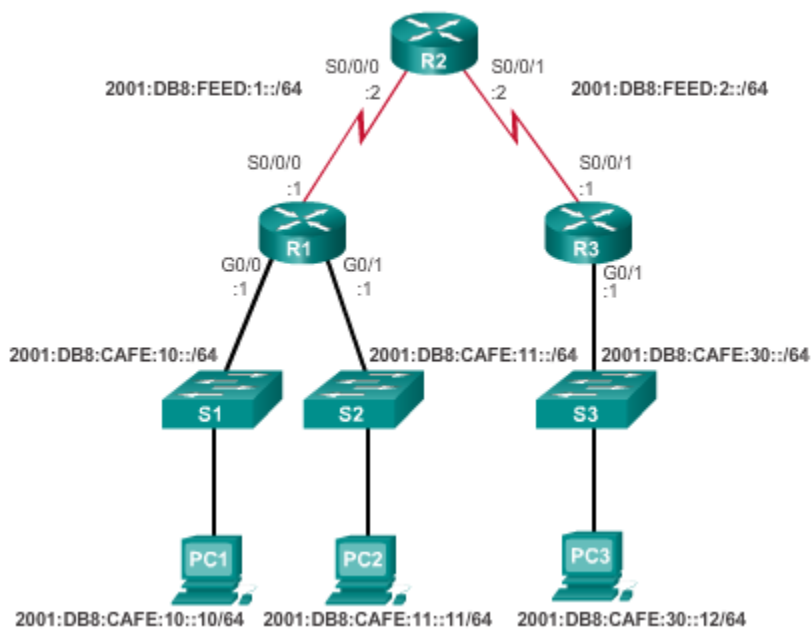 R2
S0/0/0 S0/0/1
2001:DB8:FEED:1::/64 :2 :2 2001:DB8:FEED:2::/64
S0/0/0 S0/0/1
:1 :1
R1 R3
G0/0 G0/1 G0/1
:1 :1 :1
2001:DB8:CAFE:10::/64 2001:DB8:CAFE:11::/64 2001:DB8:CAFE:30::/64
S1 S2 S3
PC1 PC2 PC3
2001:DB8:CAFE:10::10/64 2001:DB8:CAFE:11::11/64 2001:DB8:CAFE:30::12/64